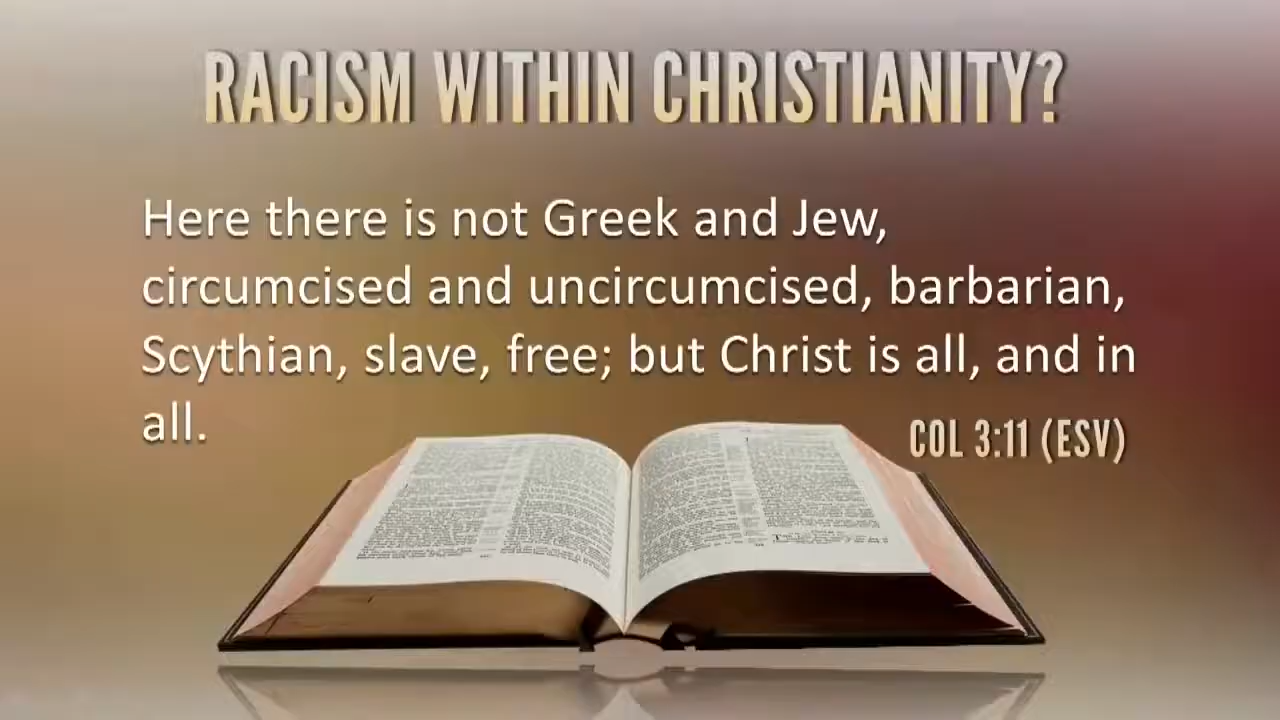 RACISM WITHIN CHRISTIANITY?
Here there is not Greek and Jew,
circumcised and uncircumcised, barbarian,
Scythian, slave, free; but Christ is all, and in
all.
COL 3:11 (ESV)